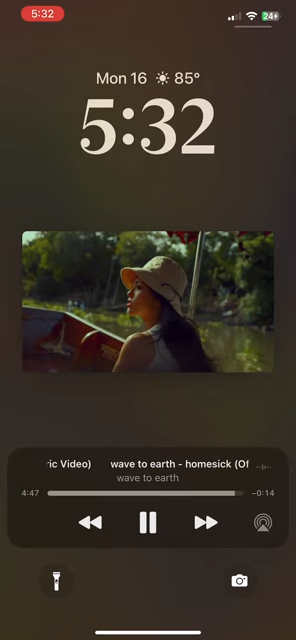 5:32
24
Mon 16 85°
5:32
ric Video) wave to earth - homesick (Of
wave to earth
4:47 -0:14